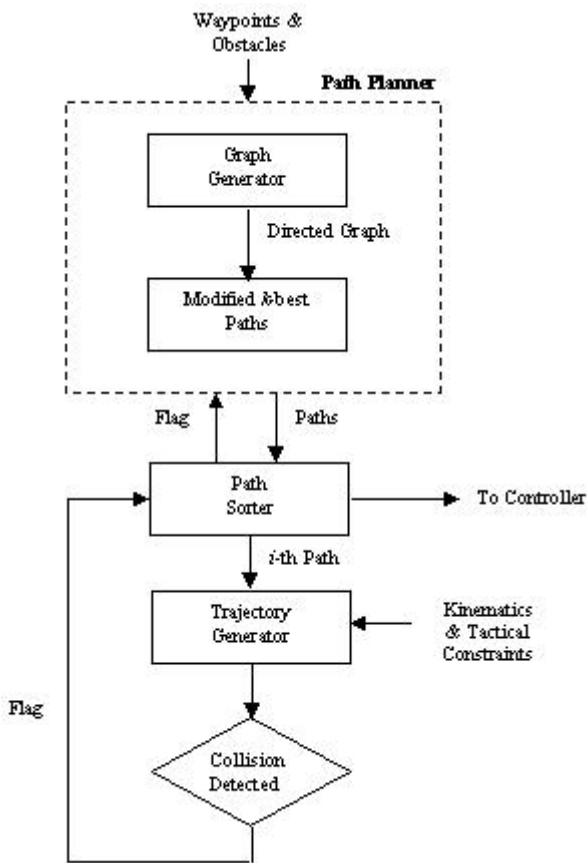 Waypoints &
Obstacles
Path Planner
Graph
Generator
Directed Graph
Modified k-best
Paths
Flag
Paths
Path
Sorter
To Controller
i-th Path
Trajectory
Generator
Kinematics
& Tactical
Constraints
Flag
Collision
Detected